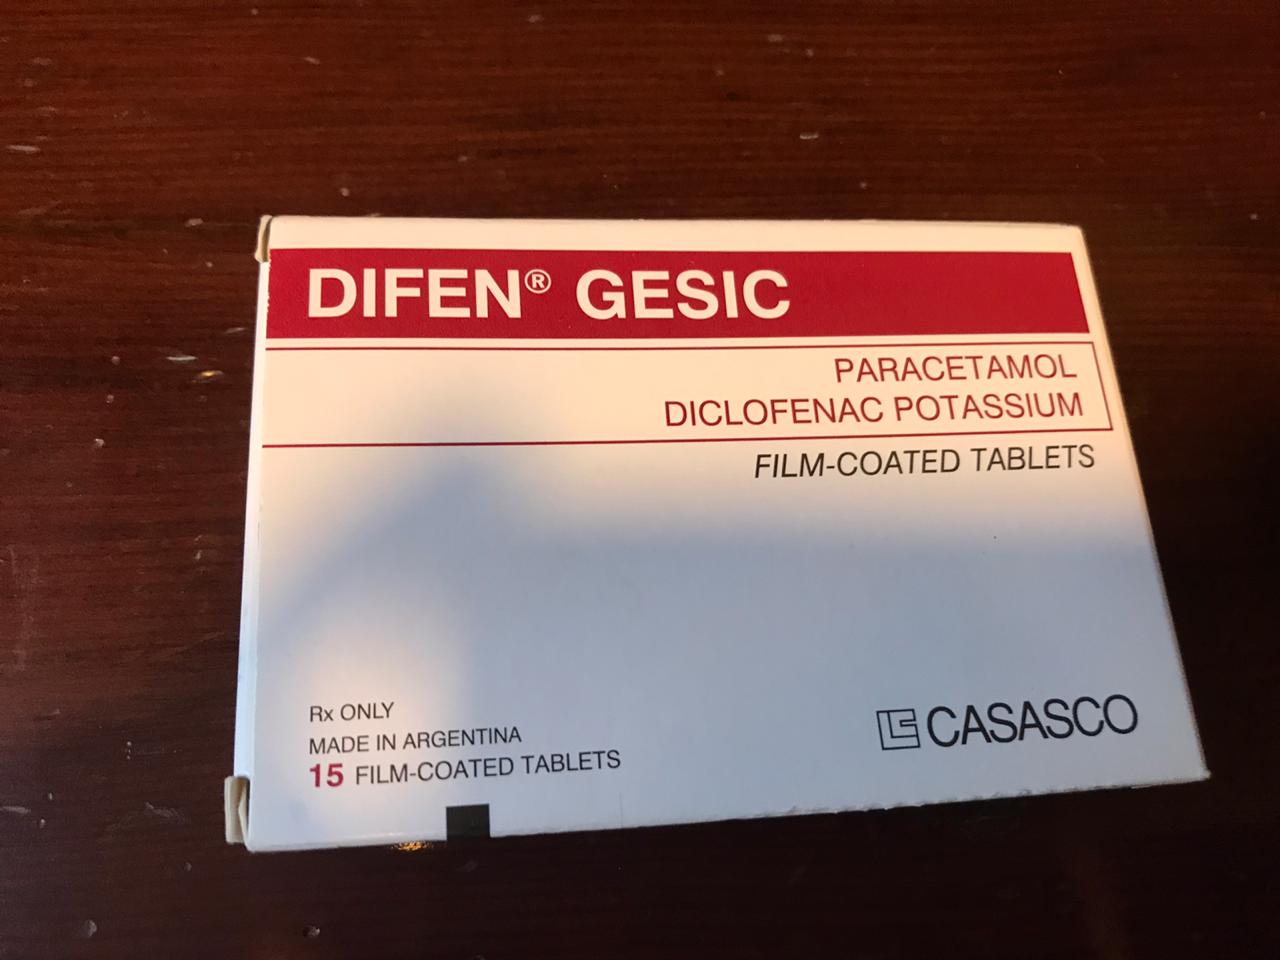 DIFEN® GESIC
PARACETAMOL
DICLOFENAC POTASSIUM
FILM-COATED TABLETS
Rx ONLY
MADE IN ARGENTINA
15 FILM-COATED TABLETS
CASASCO